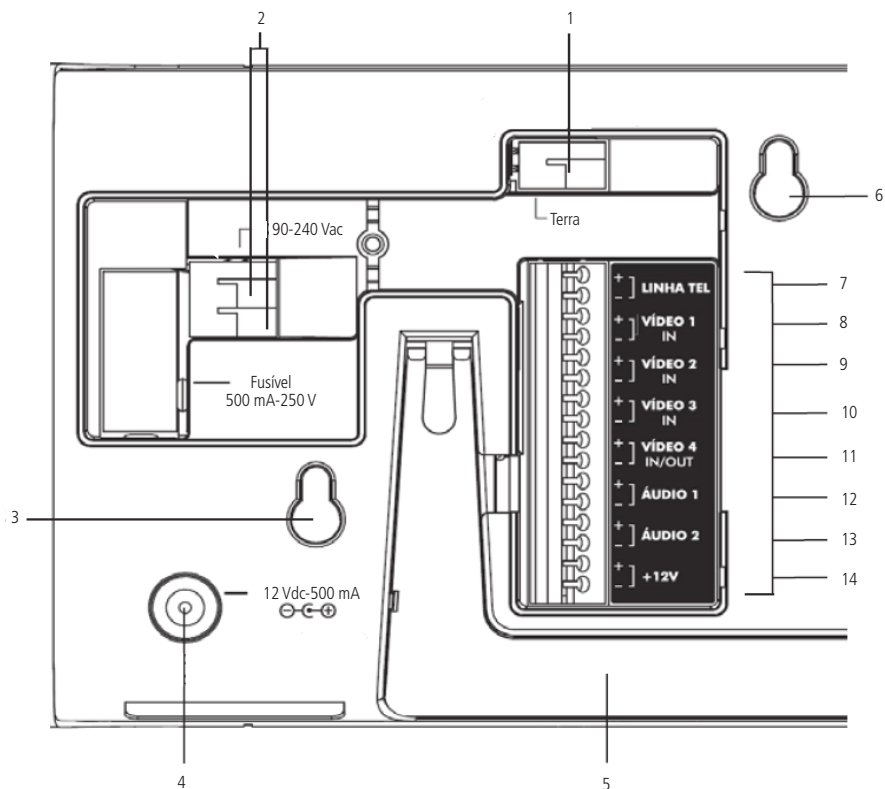 2
1
6
90-240 Vac
Terra
LINHA TEL
7
VÍDEO 1
IN
8
VÍDEO 2
IN
9
Fusível
500 mA-250 V
VÍDEO 3
IN
10
VÍDEO 4
IN/OUT
11
ÁUDIO 1
12
3
ÁUDIO 2
13
+12V
14
12 Vdc-500 mA
4
5